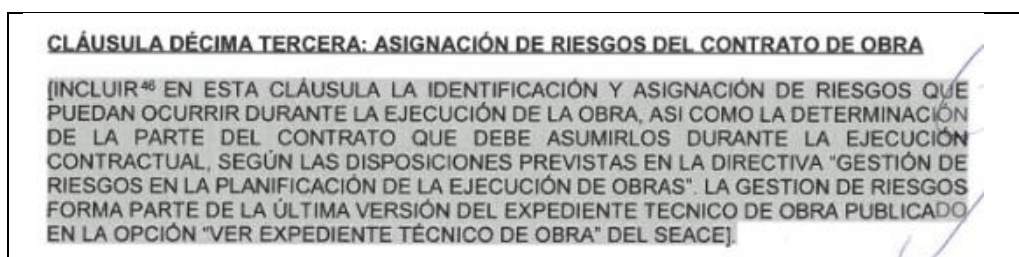 CLÁUSULA DÉCIMA TERCERA: ASIGNACIÓN DE RIESGOS DEL CONTRATO DE OBRA
[INCLUIR⁴⁶ EN ESTA CLÁUSULA LA IDENTIFICACIÓN Y ASIGNACIÓN DE RIESGOS QUE
PUEDAN OCURRIR DURANTE LA EJECUCIÓN DE LA OBRA, ASI COMO LA DETERMINACIÓN
DE LA PARTE DEL CONTRATO QUE DEBE ASUMIRLOS DURANTE LA EJECUCIÓN
CONTRACTUAL, SEGÚN LAS DISPOSICIONES PREVISTAS EN LA DIRECTIVA "GESTIÓN DE
RIESGOS EN LA PLANIFICACIÓN DE LA EJECUCIÓN DE OBRAS". LA GESTION DE RIESGOS
FORMA PARTE DE LA ÚLTIMA VERSIÓN DEL EXPEDIENTE TECNICO DE OBRA PUBLICADO
EN LA OPCIÓN "VER EXPEDIENTE TÉCNICO DE OBRA" DEL SEACE].